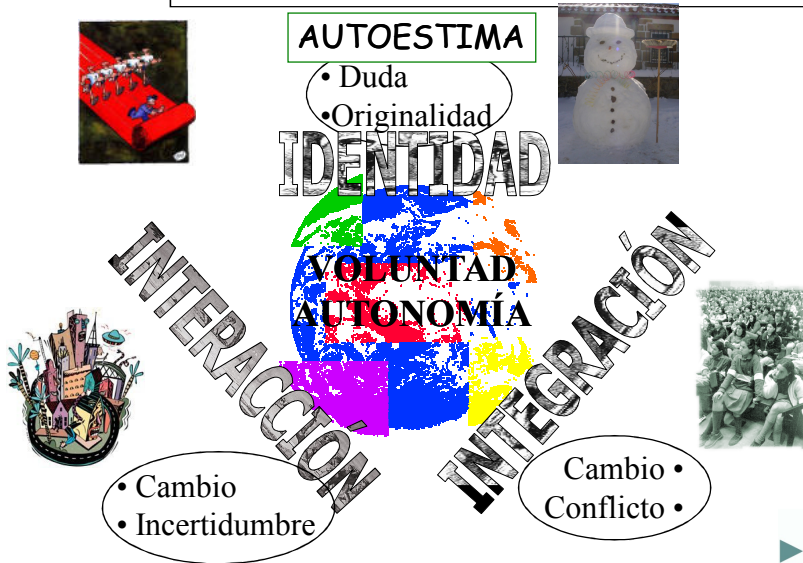 AUTOESTIMA
• Duda
•Originalidad
IDENTIDAD
VOLUNTAD
AUTONOMÍA
INTERACCIÓN
INTEGRACIÓN
• Cambio
• Incertidumbre
Cambio •
Conflicto •